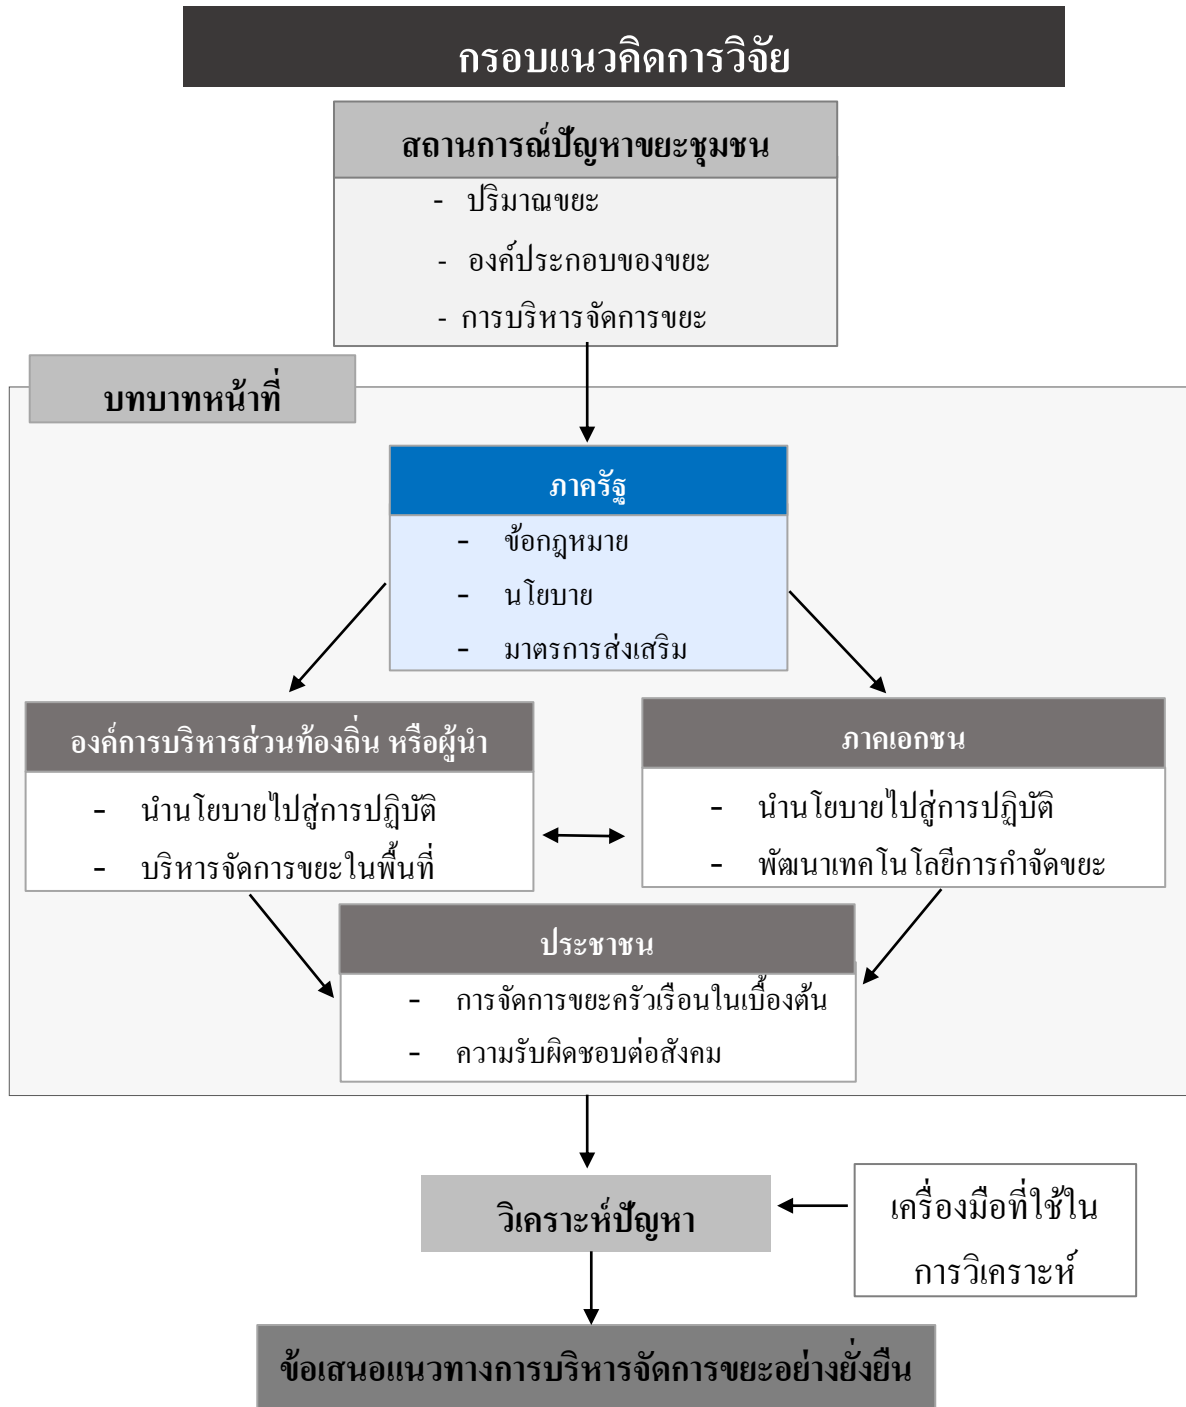 กรอบแนวคิดการวิจัย
สถานการณ์ปัญหาขยะชุมชน
- ปริมาณขยะ
- องค์ประกอบของขยะ
- การบริหารจัดการขยะ
บทบาทหน้าที่
ภาครัฐ
- ข้อกฎหมาย
- นโยบาย
- มาตรการส่งเสริม
องค์การบริหารส่วนท้องถิ่น หรือผู้นำ
- นำนโยบายไปสู่การปฏิบัติ
- บริหารจัดการขยะในพื้นที่
ภาคเอกชน
- นำนโยบายไปสู่การปฏิบัติ
- พัฒนาเทคโนโลยีการกำจัดขยะ
ประชาชน
- การจัดการขยะครัวเรือนในเบื้องต้น
- ความรับผิดชอบต่อสังคม
วิเคราะห์ปัญหา
เครื่องมือที่ใช้ใน
การวิเคราะห์
ข้อเสนอแนวทางการบริหารจัดการขยะอย่างยั่งยืน